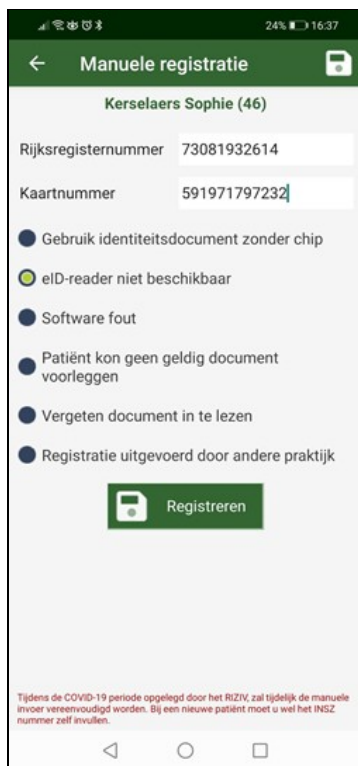 24% 16:37
Manuele registratie
Kerselaers Sophie (46)
Rijksregisternummer 73081932614
Kaartnummer 591971797232
Gebruik identiteitsdocument zonder chip
eID-reader niet beschikbaar
Software fout
Patiënt kon geen geldig document
voorleggen
Vergeten document in te lezen
Registratie uitgevoerd door andere praktijk
Registreren
Tijdens de COVID-19 periode opgelegd door het RIZIV, zal tijdelijk de manuele
invoer vereenvoudigd worden. Bij een nieuwe patiënt moet u wel het INSZ
nummer zelf invullen.